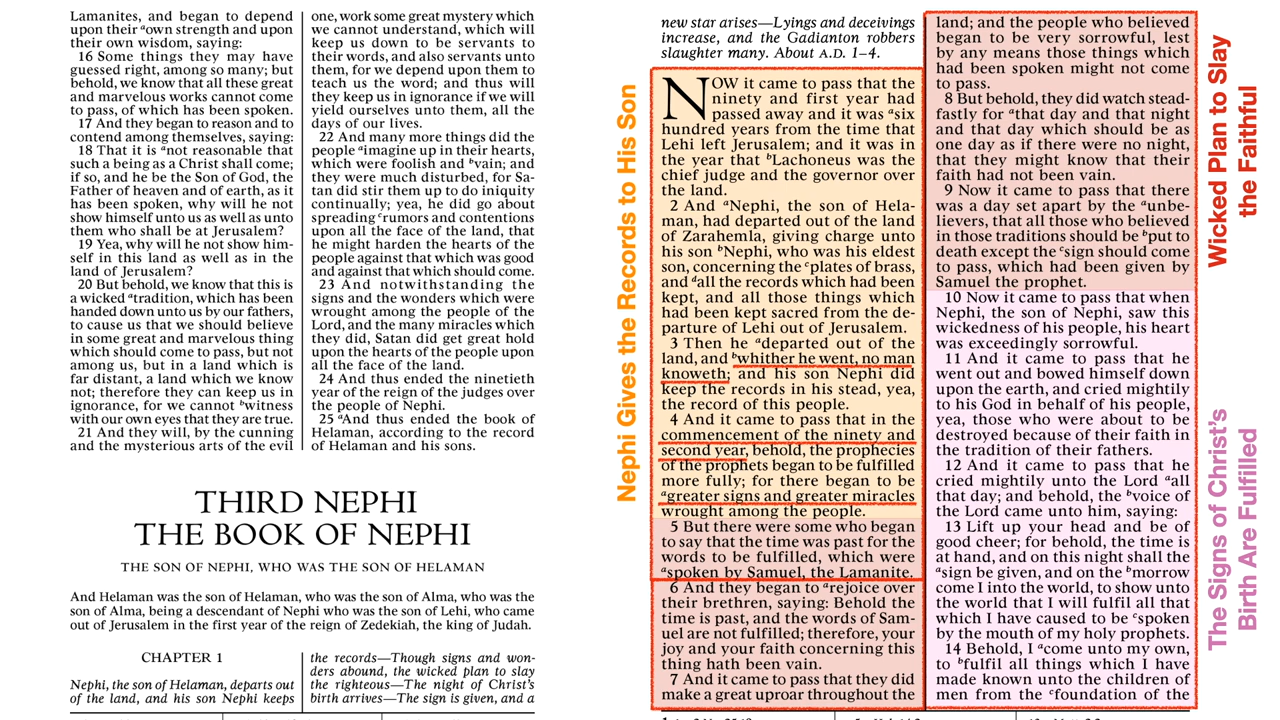 Lamanites, and began to depend
upon their ᵃown strength and upon
their own wisdom, saying:
16 Some things they may have
guessed right, among so many; but
behold, we know that all these great
and marvelous works cannot come
to pass, of which has been spoken.
17 And they began to reason and to
contend among themselves, saying:
18 That it is ᵃnot reasonable that
such a being as a Christ shall come;
if so, and he be the Son of God, the
Father of heaven and of earth, as it
has been spoken, why will he not
show himself unto us as well as unto
them who shall be at Jerusalem?
19 Yea, why will he not show him-
self in this land as well as in the
land of Jerusalem?
20 But behold, we know that this is
a wicked ᵃtradition, which has been
handed down unto us by our fathers,
to cause us that we should believe
in some great and marvelous thing
which should come to pass, but not
among us, but in a land which is
far distant, a land which we know
not; therefore they can keep us in
ignorance, for we cannot ᵇwitness
with our own eyes that they are true.
21 And they will, by the cunning
and the mysterious arts of the evil
one, work some great mystery which
we cannot understand, which will
keep us down to be servants to
their words, and also servants unto
them, for we depend upon them to
teach us the word; and thus will
they keep us in ignorance if we will
yield ourselves unto them, all the
days of our lives.
22 And many more things did the
people ᵃimagine up in their hearts,
which were foolish and ᵇvain; and
they were much disturbed, for Sa-
tan did stir them up to do iniquity
continually; yea, he did go about
spreading ᶜrumors and contentions
upon all the face of the land, that
he might harden the hearts of the
people against that which was good
and against that which should come.
23 And notwithstanding the
signs and the wonders which were
wrought among the people of the
Lord, and the many miracles which
they did, Satan did get great hold
upon the hearts of the people upon
all the face of the land.
24 And thus ended the ninetieth
year of the reign of the judges over
the people of Nephi.
25 ᵃAnd thus ended the book of
Helaman, according to the record
of Helaman and his sons.
THIRD NEPHI
THE BOOK OF NEPHI
THE SON OF NEPHI, WHO WAS THE SON OF HELAMAN
And Helaman was the son of Helaman, who was the son of Alma, who was the
son of Alma, being a descendant of Nephi who was the son of Lehi, who came
out of Jerusalem in the first year of the reign of Zedekiah, the king of Judah.
CHAPTER 1
Nephi, the son of Helaman, departs out
of the land, and his son Nephi keeps
the records—Though signs and won-
ders abound, the wicked plan to slay
the righteous—The night of Christ's
birth arrives—The sign is given, and a
new star arises—Lyings and deceivings
increase, and the Gadianton robbers
slaughter many. About A.D. 1–4.
Nephi Gives the Records to His Son
NOW it came to pass that the
ninety and first year had
passed away and it was ᵃsix
hundred years from the time that
Lehi left Jerusalem; and it was in
the year that ᵇLachoneus was the
chief judge and the governor over
the land.
2 And ᵃNephi, the son of Hela-
man, had departed out of the land
of Zarahemla, giving charge unto
his son ᵇNephi, who was his eldest
son, concerning the ᶜplates of brass,
and ᵈall the records which had been
kept, and all those things which
had been kept sacred from the de-
parture of Lehi out of Jerusalem.
3 Then he ᵃdeparted out of the
land, and ᵇwhither he went, no man
knoweth; and his son Nephi did
keep the records in his stead, yea,
the record of this people.
4 And it came to pass that in the
commencement of the ninety and
second year, behold, the prophecies
of the prophets began to be fulfilled
more fully; for there began to be
ᵃgreater signs and greater miracles
wrought among the people.
5 But there were some who began
to say that the time was past for the
words to be fulfilled, which were
ᵃspoken by Samuel, the Lamanite.
6 And they began to ᵃrejoice over
their brethren, saying: Behold the
time is past, and the words of Sam-
uel are not fulfilled; therefore, your
joy and your faith concerning this
thing hath been vain.
7 And it came to pass that they did
make a great uproar throughout the
land; and the people who believed
began to be very sorrowful, lest
by any means those things which
had been spoken might not come
to pass.
8 But behold, they did watch stead-
fastly for ᵃthat day and that night
and that day which should be as
one day as if there were no night,
that they might know that their
faith had not been vain.
9 Now it came to pass that there
was a day set apart by the ᵃunbe-
lievers, that all those who believed
in those traditions should be ᵇput to
death except the ᶜsign should come
to pass, which had been given by
Samuel the prophet.
10 Now it came to pass that when
Nephi, the son of Nephi, saw this
wickedness of his people, his heart
was exceedingly sorrowful.
11 And it came to pass that he
went out and bowed himself down
upon the earth, and cried mightily
to his God in behalf of his people,
yea, those who were about to be
destroyed because of their faith in
the tradition of their fathers.
12 And it came to pass that he
cried mightily unto the Lord ᵃall
that day; and behold, the ᵇvoice of
the Lord came unto him, saying:
13 Lift up your head and be of
good cheer; for behold, the time is
at hand, and on this night shall the
ᵃsign be given, and on the ᵇmorrow
come I into the world, to show unto
the world that I will fulfil all that
which I have caused to be ᶜspoken
by the mouth of my holy prophets.
14 Behold, I ᵃcome unto my own,
to ᵇfulfil all things which I have
made known unto the children of
men from the ᶜfoundation of the
Wicked Plan to Slay
the Faithful
The Signs of Christ's
Birth Are Fulfilled